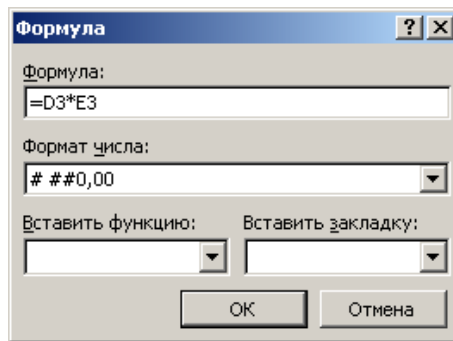 Формула
Формула:
=D3*E3
Формат числа:
# ##0,00
Вставить функцию: Вставить закладку:
ОК Отмена